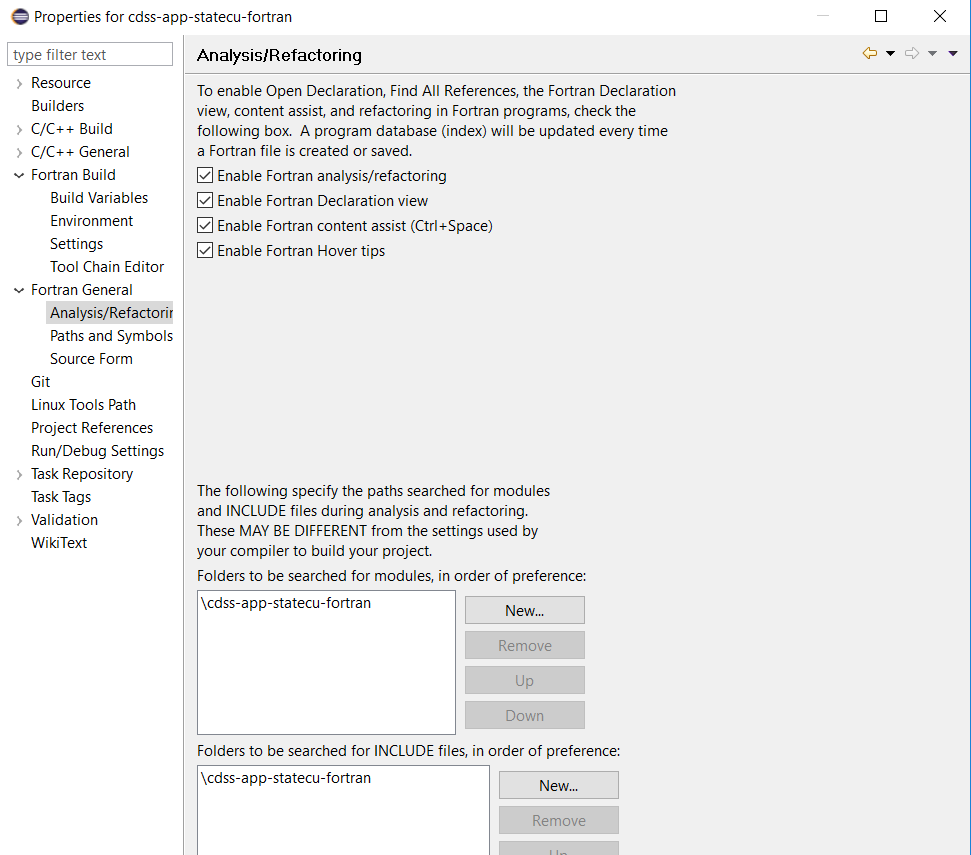 Properties for cdss-app-statecu-fortran
type filter text
Resource
Builders
C/C++ Build
C/C++ General
Fortran Build
Build Variables
Environment
Settings
Tool Chain Editor
Fortran General
Analysis/Refactorin
Paths and Symbols
Source Form
Git
Linux Tools Path
Project References
Run/Debug Settings
Task Repository
Task Tags
Validation
WikiText
Analysis/Refactoring
To enable Open Declaration, Find All References, the Fortran Declaration
view, content assist, and refactoring in Fortran programs, check the
following box.  A program database (index) will be updated every time
a Fortran file is created or saved.
Enable Fortran analysis/refactoring
Enable Fortran Declaration view
Enable Fortran content assist (Ctrl+Space)
Enable Fortran Hover tips
The following specify the paths searched for modules
and INCLUDE files during analysis and refactoring.
These MAY BE DIFFERENT from the settings used by
your compiler to build your project.
Folders to be searched for modules, in order of preference:
\cdss-app-statecu-fortran
New...
Remove
Up
Down
Folders to be searched for INCLUDE files, in order of preference:
\cdss-app-statecu-fortran
New...
Remove
Up